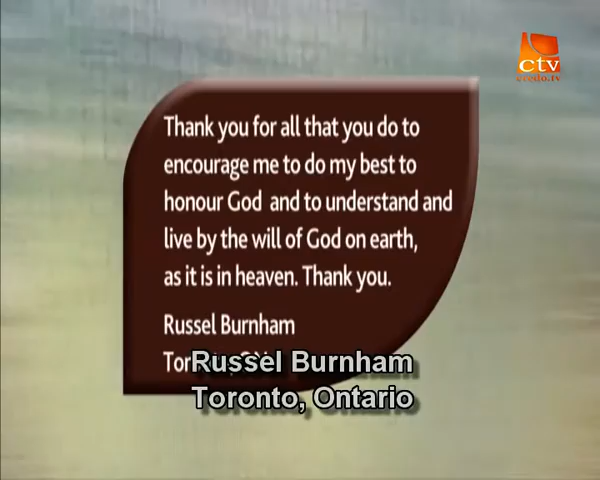 ctv
credo.tv
Thank you for all that you do to
encourage me to do my best to
honour God and to understand and
live by the will of God on earth,
as it is in heaven. Thank you.
Russel Burnham
Russel Burnham
Toronto, Ontario